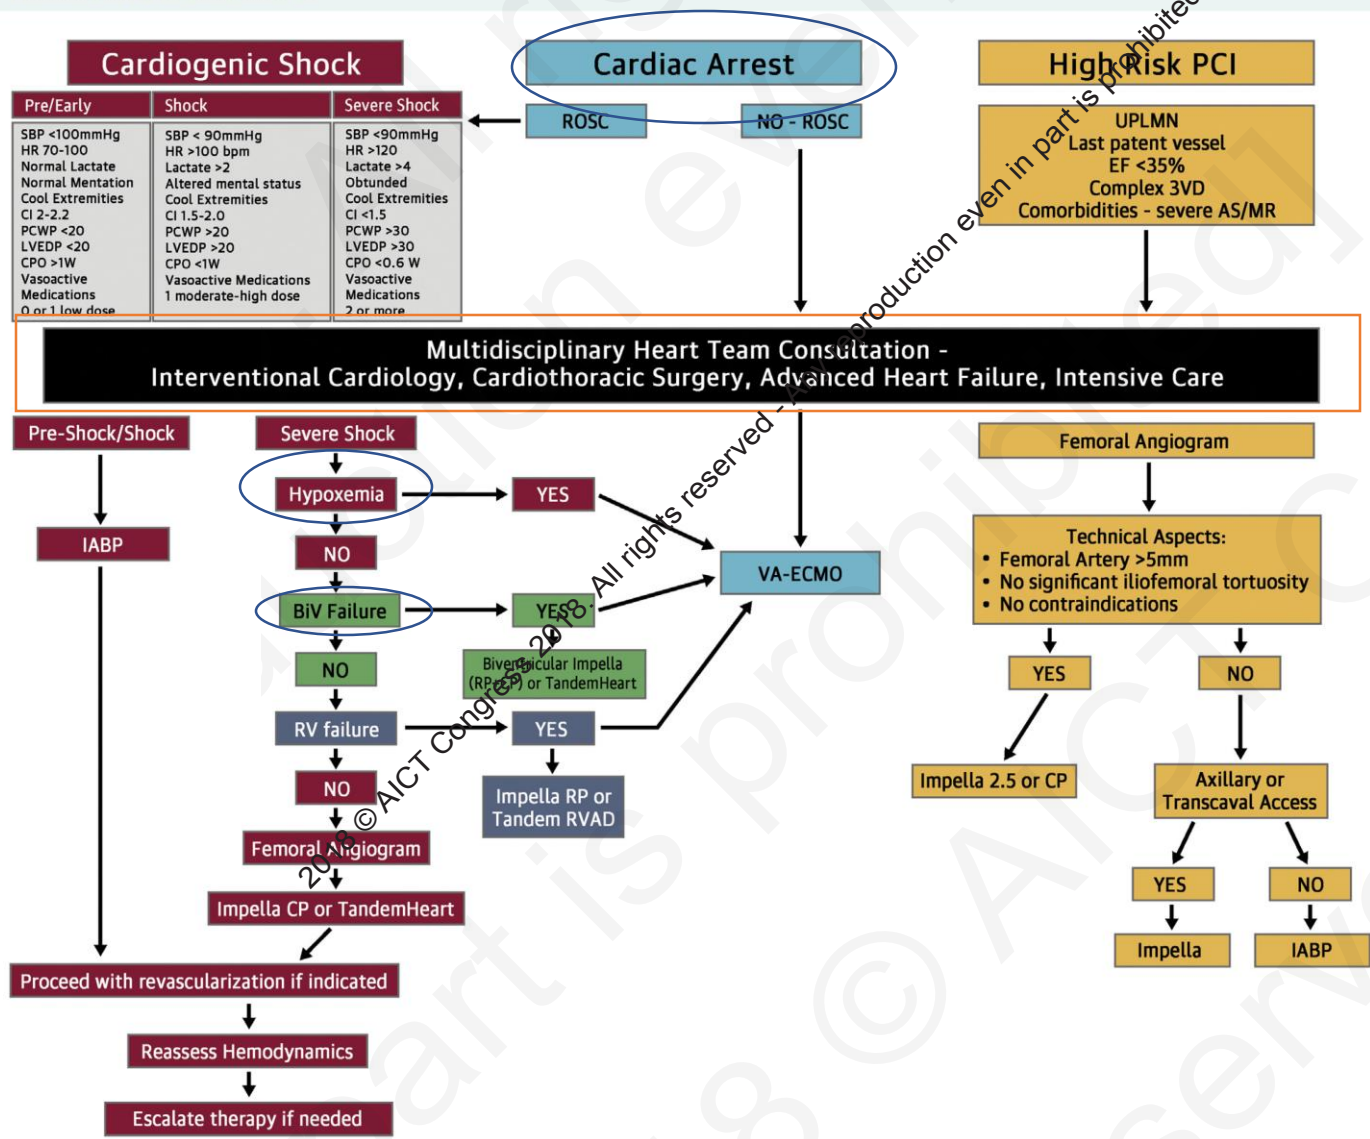 Cardiogenic Shock
Cardiac Arrest
High Risk PCI
Pre/Early
SBP <100mmHg
HR 70-100
Normal Lactate
Normal Mentation
Cool Extremities
CI 2-2.2
PCWP <20
LVEDP <20
CPO >1W
Vasoactive
Medications
0 or 1 low dose
Shock
SBP < 90mmHg
HR >100 bpm
Lactate >2
Altered mental status
Cool Extremities
CI 1.5-2.0
PCWP >20
LVEDP >20
CPO <1W
Vasoactive Medications
1 moderate-high dose
Severe Shock
SBP <90mmHg
HR >120
Lactate >4
Obtunded
Cool Extremities
CI <1.5
PCWP >30
LVEDP >30
CPO <0.6 W
Vasoactive
Medications
2 or more
ROSC
NO - ROSC
UPLMN
Last patent vessel
EF <35%
Complex 3VD
Comorbidities - severe AS/MR
Multidisciplinary Heart Team Consultation -
Interventional Cardiology, Cardiothoracic Surgery, Advanced Heart Failure, Intensive Care
Pre-Shock/Shock
IABP
Severe Shock
Hypoxemia
YES
NO
BiV Failure
YES
Biventricular Impella
(RP+CP) or TandemHeart
NO
RV failure
YES
Impella RP or
Tandem RVAD
NO
Femoral Angiogram
Impella CP or TandemHeart
Proceed with revascularization if indicated
Reassess Hemodynamics
Escalate therapy if needed
VA-ECMO
Femoral Angiogram
Technical Aspects:
• Femoral Artery >5mm
• No significant iliofemoral tortuosity
• No contraindications
YES
NO
Impella 2.5 or CP
Axillary or
Transcaval Access
YES
NO
Impella
IABP
2018 © AICT Congress 2018. All rights reserved - Any reproduction even in part is prohibited